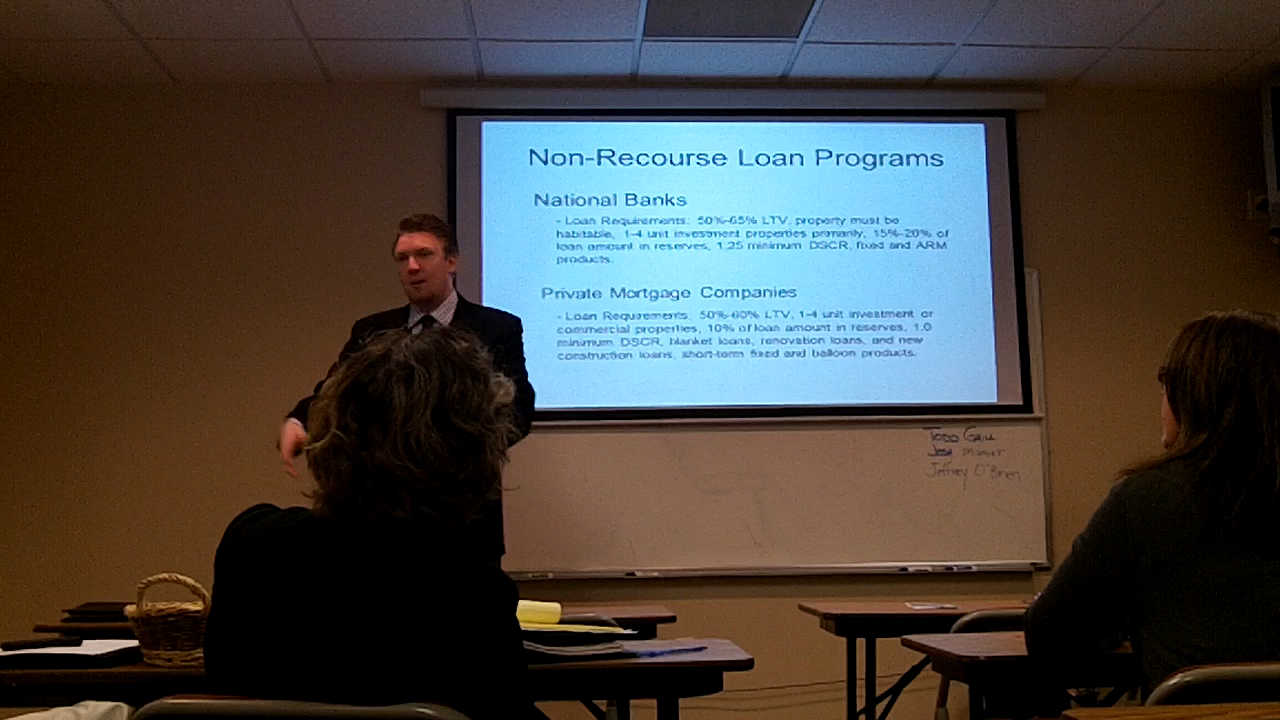 Non-Recourse Loan Programs
National Banks
- Loan Requirements: 50%-65% LTV, property must be
habitable, 1-4 unit investment properties primarily, 15%-20% of
loan amount in reserves, 1.25 minimum DSCR, fixed and ARM
products.
Private Mortgage Companies
- Loan Requirements: 50%-60% LTV, 1-4 unit investment or
commercial properties, 10% of loan amount in reserves, 1.0
minimum DSCR, blanket loans, renovation loans, and new
construction loans, short-term fixed and balloon products.
Todd
Josh
Jeffrey O'Brien